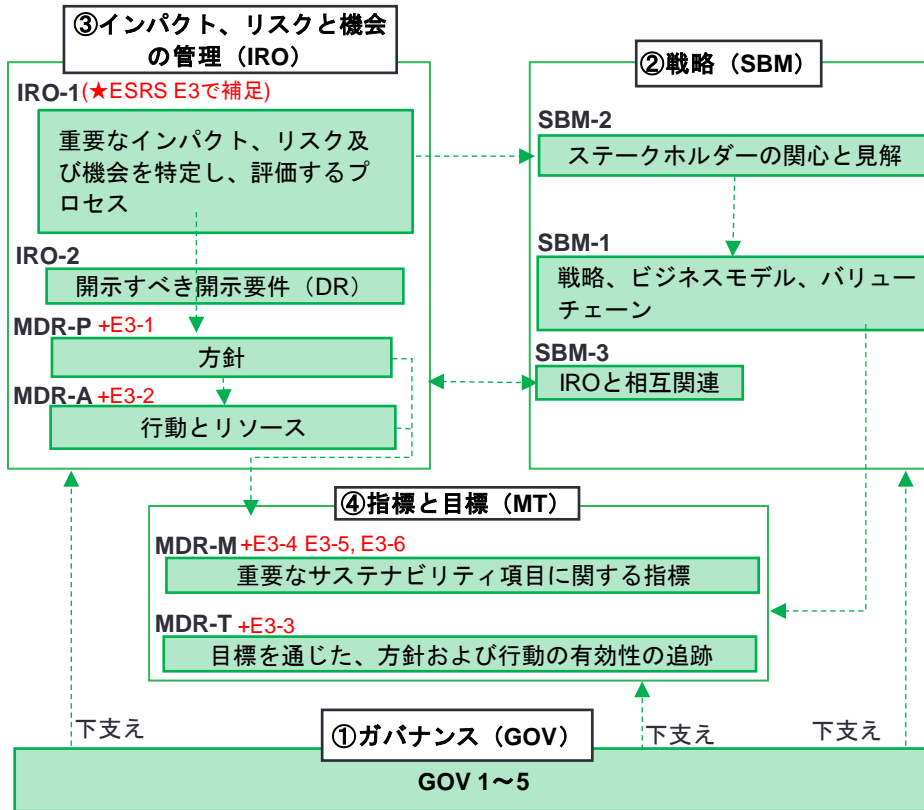 ③インパクト、リスクと機会
の管理（IRO）
IRO-1(★ESRS E3で補足)
重要なインパクト、リスク及
び機会を特定し、評価するプ
ロセス
IRO-2
開示すべき開示要件（DR）
MDR-P +E3-1
方針
MDR-A +E3-2
行動とリソース
②戦略（SBM）
SBM-2
ステークホルダーの関心と見解
SBM-1
戦略、ビジネスモデル、バリュー
チェーン
SBM-3
IROと相互関連
④指標と目標（MT）
MDR-M +E3-4 E3-5, E3-6
重要なサステナビリティ項目に関する指標
MDR-T +E3-3
目標を通じた、方針および行動の有効性の追跡
下支え
下支え
下支え
①ガバナンス（GOV）
GOV 1～5